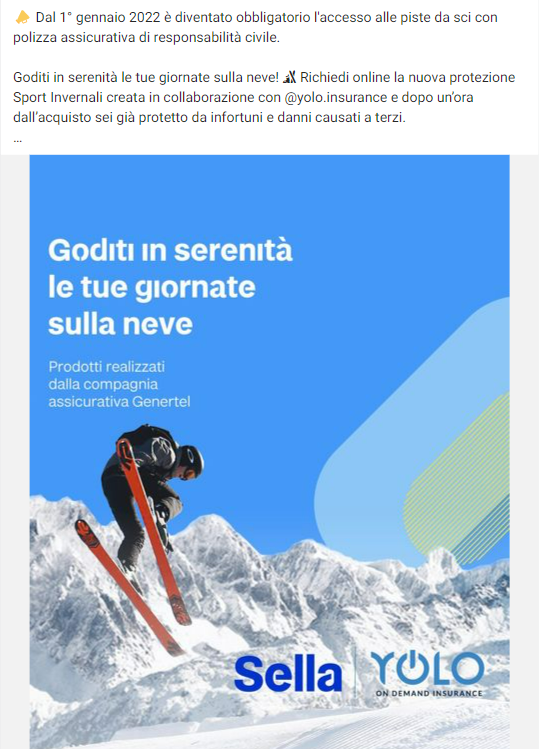 📣 Dal 1° gennaio 2022 è diventato obbligatorio l'accesso alle piste da sci con
polizza assicurativa di responsabilità civile.
Goditi in serenità le tue giornate sulla neve! ⛷ Richiedi online la nuova protezione
Sport Invernali creata in collaborazione con @yolo.insurance e dopo un'ora
dall'acquisto sei già protetto da infortuni e danni causati a terzi.
...
Goditi in serenità
le tue giornate
sulla neve
Prodotti realizzati
dalla compagnia
assicurativa Genertel
Sella
YOLO
ON DEMAND INSURANCE